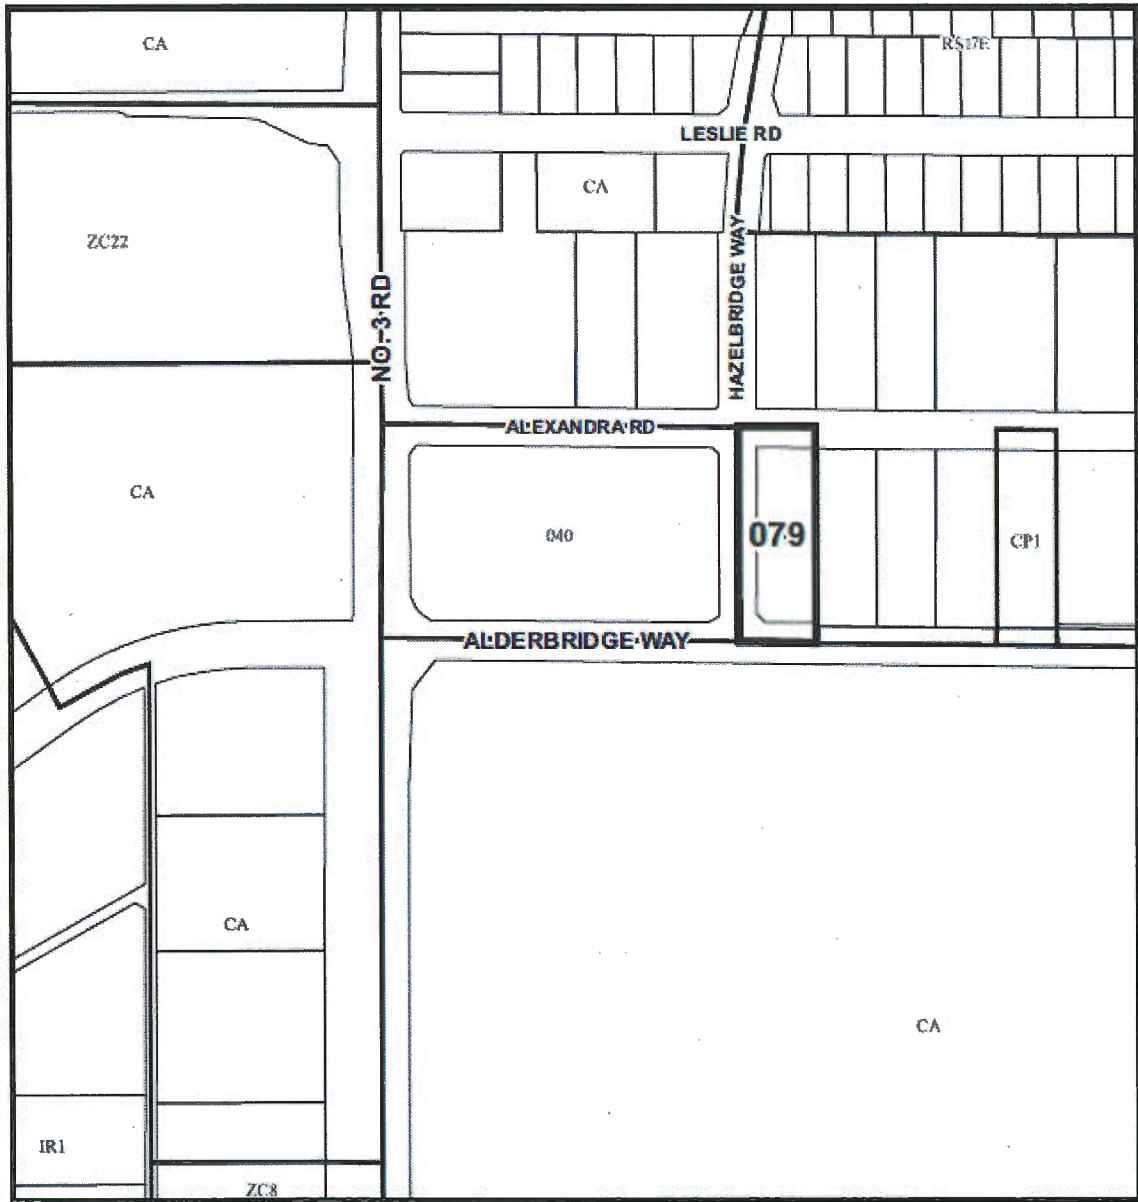 CA
RS17E
LESLIE RD
CA
ZC22
HAZELBRIDGE WAY
NO. 3 RD
ALEXANDRA RD
CA
040
079
CP1
ALDERBRIDGE WAY
CA
CA
IR1
ZC8